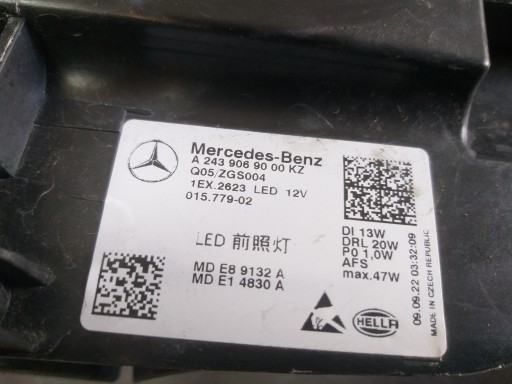 Mercedes-Benz
A 243 906 90 00 KZ
Q05/ZGS004
1EX.2623 LED 12V
015.779-02
LED 前照灯
MD E8 9132 A
MD E1 4830 A
DI 13W
DRL 20W
PO 1,0W
AFS
max.47W
HELLA
09.09.22 03:32:09
MADE IN CZECH REPUBLIC